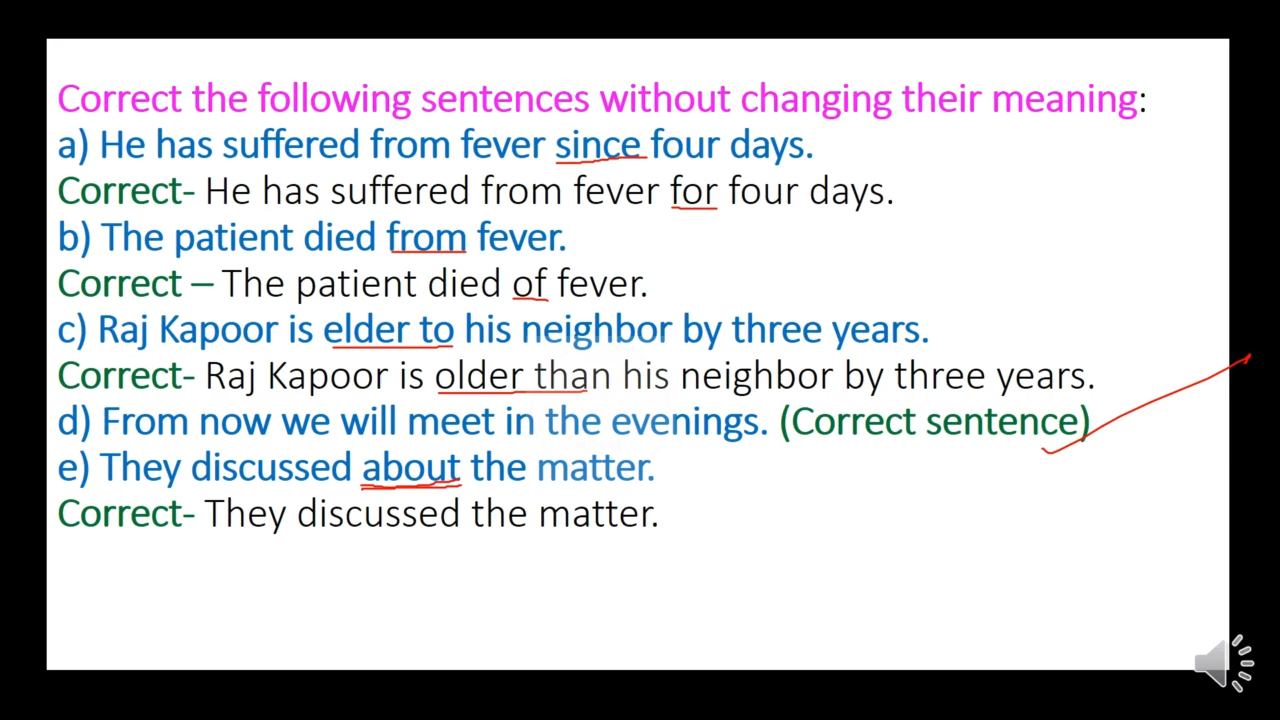 Correct the following sentences without changing their meaning:
a) He has suffered from fever since four days.
Correct- He has suffered from fever for four days.
b) The patient died from fever.
Correct – The patient died of fever.
c) Raj Kapoor is elder to his neighbor by three years.
Correct- Raj Kapoor is older than his neighbor by three years.
d) From now we will meet in the evenings. (Correct sentence)
e) They discussed about the matter.
Correct- They discussed the matter.